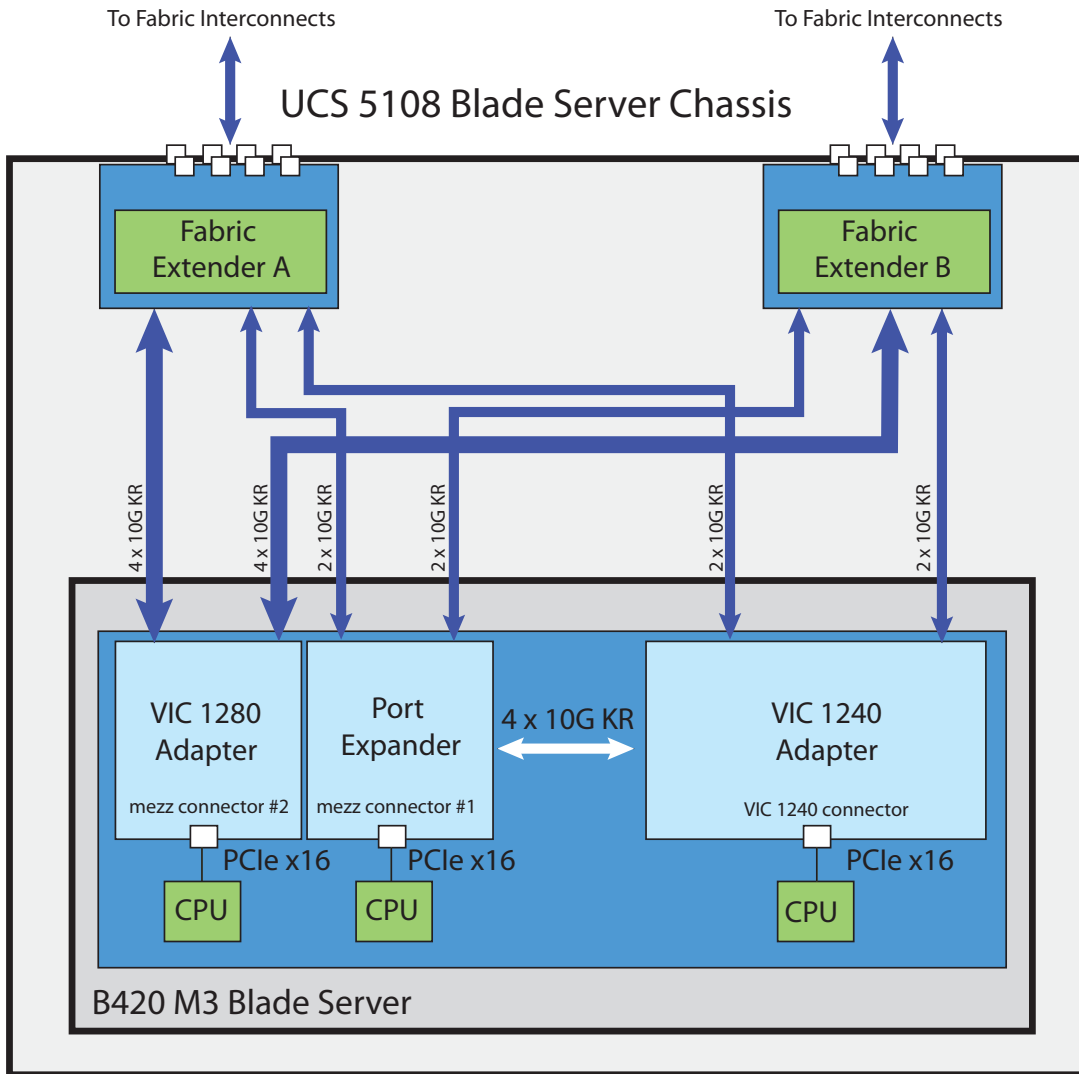 To Fabric Interconnects
To Fabric Interconnects
UCS 5108 Blade Server Chassis
Fabric
Extender A
Fabric
Extender B
4 x 10G KR
4 x 10G KR
2 x 10G KR
2 x 10G KR
2 x 10G KR
2 x 10G KR
VIC 1280
Adapter
mezz connector #2
Port
Expander
mezz connector #1
4 x 10G KR
VIC 1240
Adapter
VIC 1240 connector
PCIe x16
PCIe x16
PCIe x16
CPU
CPU
CPU
B420 M3 Blade Server